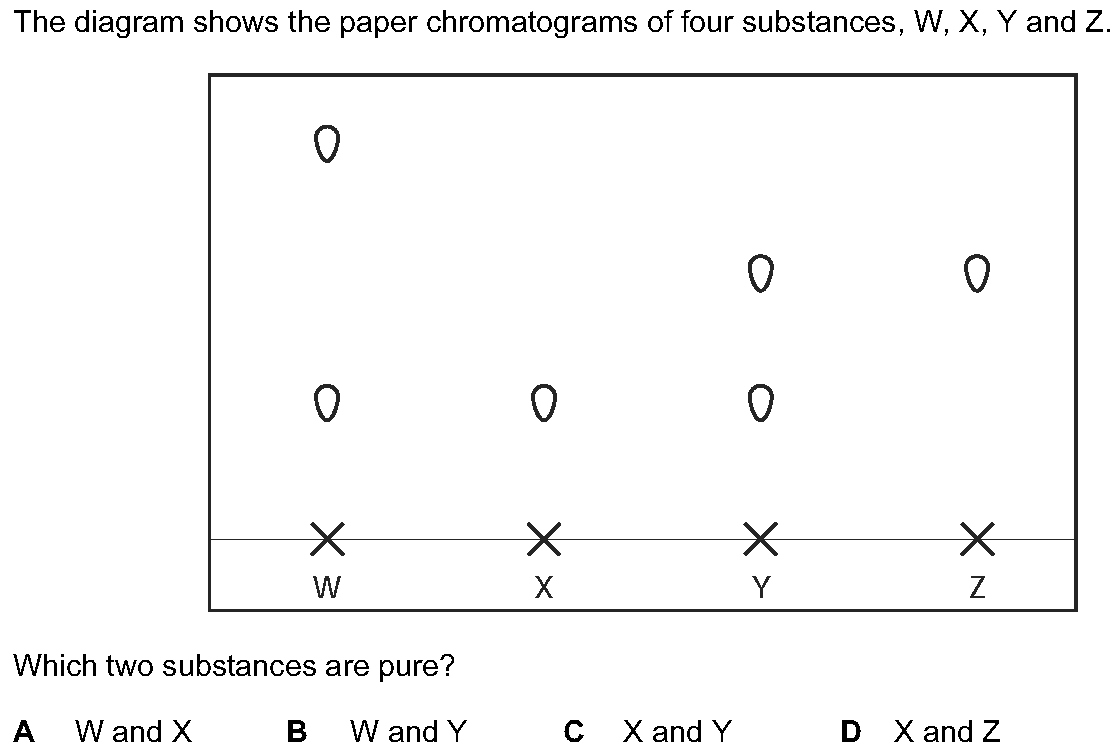 The diagram shows the paper chromatograms of four substances, W, X, Y and Z.
W X Y Z
Which two substances are pure?
A W and X B W and Y C X and Y D X and Z